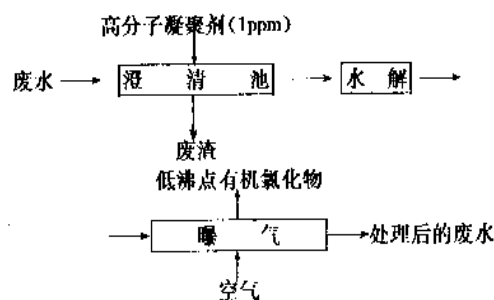 高分子凝聚剂(1ppm)
废水 澄清池 水解
废渣
低沸点有机氯化物
曝气 处理后的废水
空气